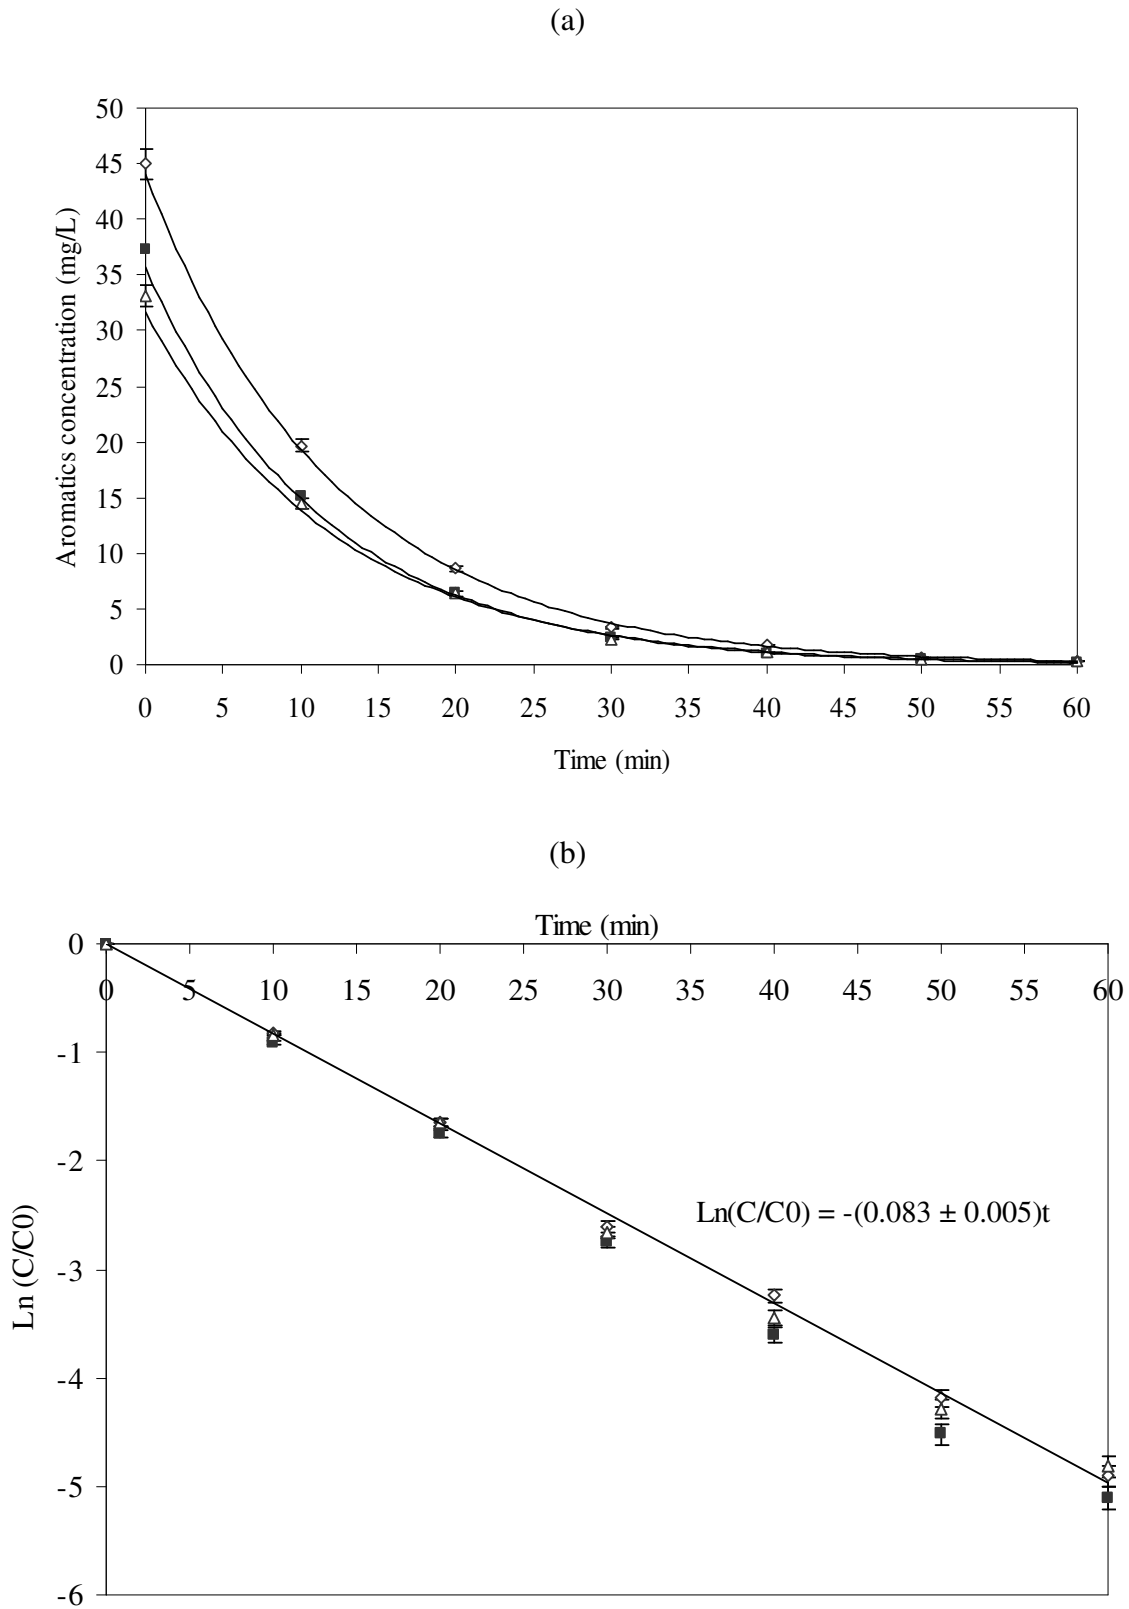 (a)
50
45
40
35
30
25
20
15
10
5
0
Aromatics concentration (mg/L)
0 5 10 15 20 25 30 35 40 45 50 55 60
Time (min)
(b)
Time (min)
0
0 5 10 15 20 25 30 35 40 45 50 55 60
-1
-2
Ln(C/C0) = -(0.083 ± 0.005)t
-3
Ln (C/C0)
-4
-5
-6